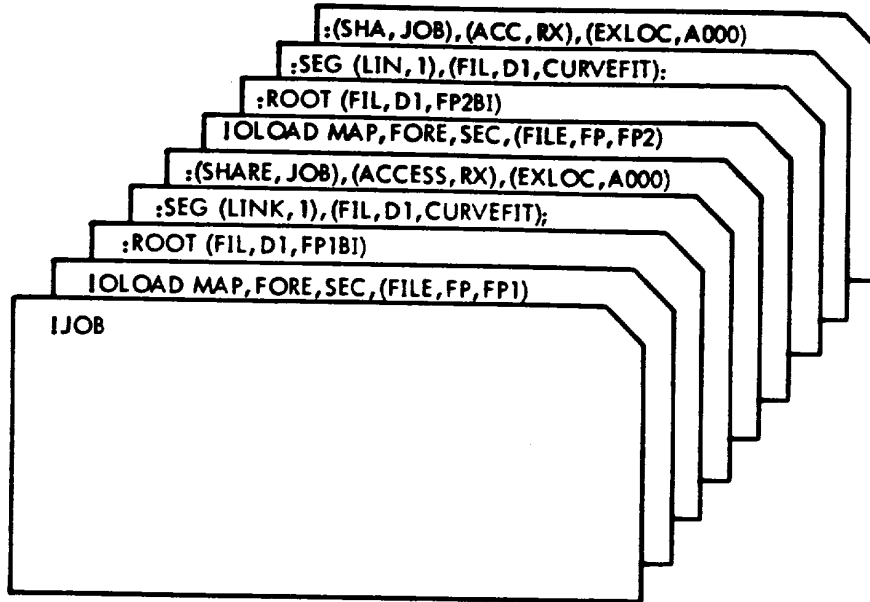 :(SHA,JOB),(ACC,RX),(EXLOC,A000)
:SEG (LIN,1),(FIL,D1,CURVEFIT):
:ROOT (FIL,D1,FP2BI)
!OLOAD MAP,FORE,SEC,(FILE,FP,FP2)
:(SHARE,JOB),(ACCESS,RX),(EXLOC,A000)
:SEG (LINK,1),(FIL,D1,CURVEFIT);
:ROOT (FIL,D1,FP1BI)
!OLOAD MAP,FORE,SEC,(FILE,FP,FP1)
!JOB